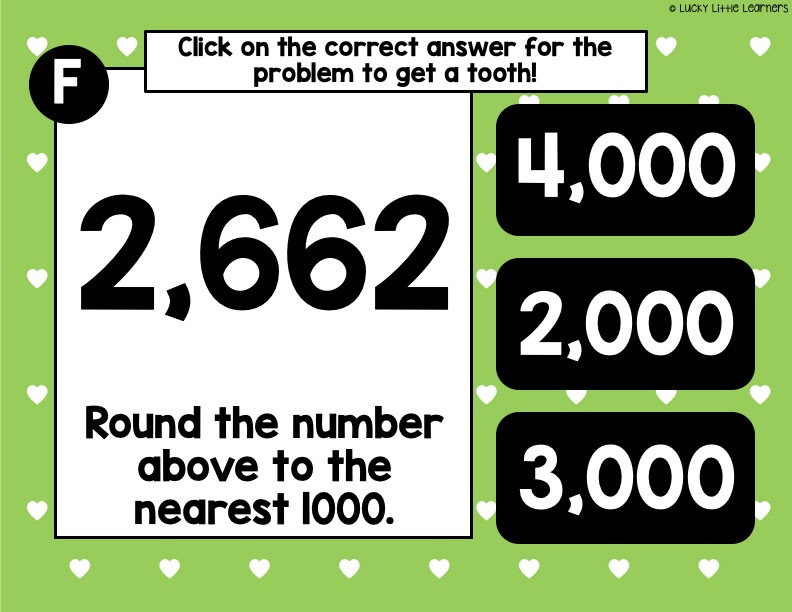 © Lucky Little Learners
Click on the correct answer for the
problem to get a tooth!
F
2,662
Round the number
above to the
nearest 1000.
4,000
2,000
3,000